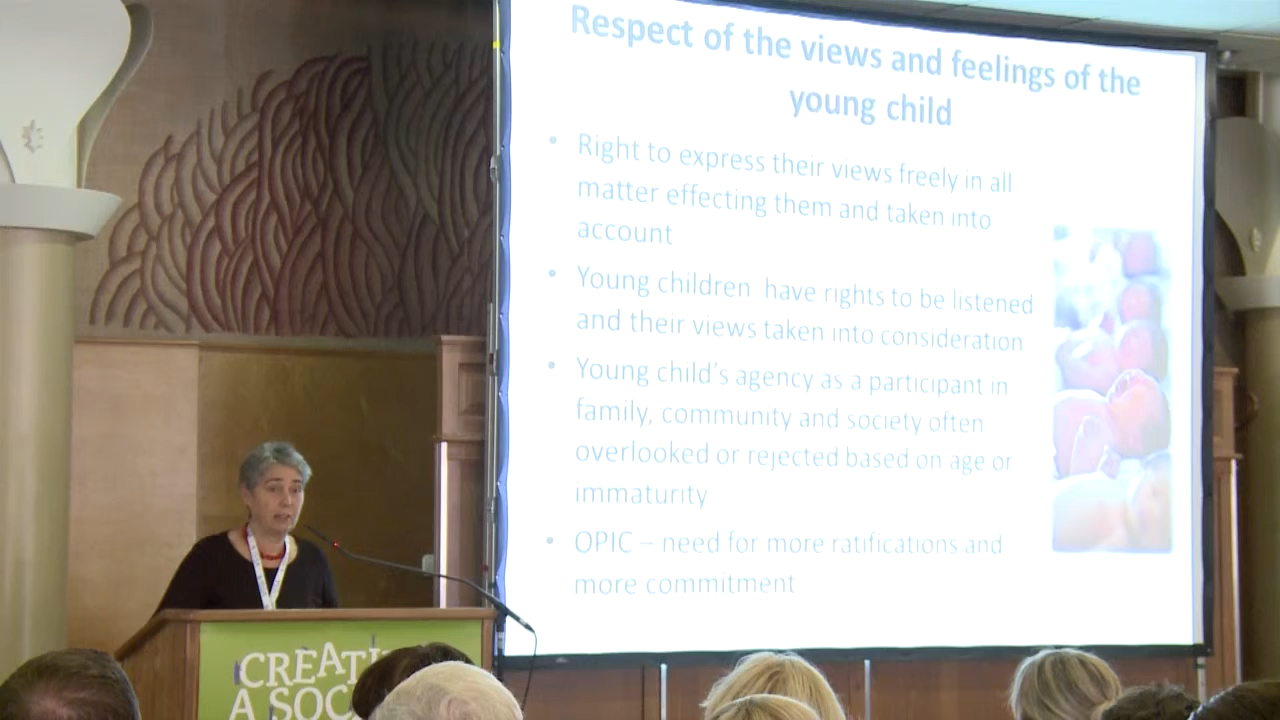 Respect of the views and feelings of the
young child
• Right to express their views freely in all
matter effecting them and taken into
account
• Young children have rights to be listened
and their views taken into consideration
• Young child's agency as a participant in
family, community and society often
overlooked or rejected based on age or
immaturity
• OPIC – need for more ratifications and
more commitment
A